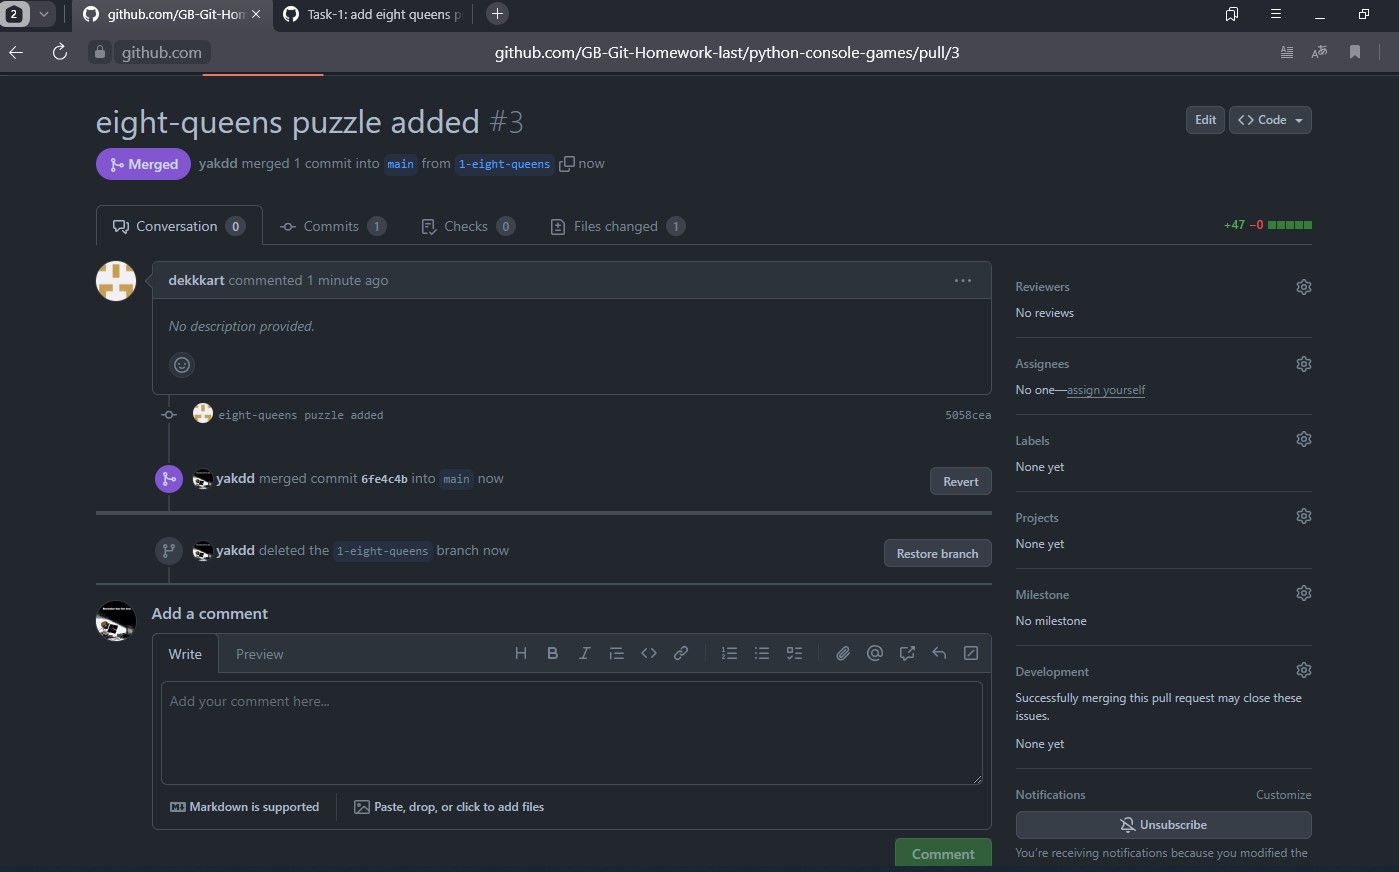 2
github.com/GB-Git-Hom
Task-1: add eight queens p
github.com
github.com/GB-Git-Homework-last/python-console-games/pull/3
eight-queens puzzle added #3
Edit
<> Code
Merged
yakdd merged 1 commit into main from 1-eight-queens now
Conversation 0
Commits 1
Checks 0
Files changed 1
+47 −0
dekkkart commented 1 minute ago
...
No description provided.
eight-queens puzzle added
5058cea
yakdd merged commit 6fe4c4b into main now
Revert
yakdd deleted the 1-eight-queens branch now
Restore branch
Reviewers
No reviews
Assignees
No one—assign yourself
Labels
None yet
Projects
None yet
Milestone
No milestone
Development
Successfully merging this pull request may close these
issues.
None yet
Notifications
Customize
Unsubscribe
You're receiving notifications because you modified the
Add a comment
Write
Preview
H B I
Add your comment here...
Markdown is supported
Paste, drop, or click to add files
Comment